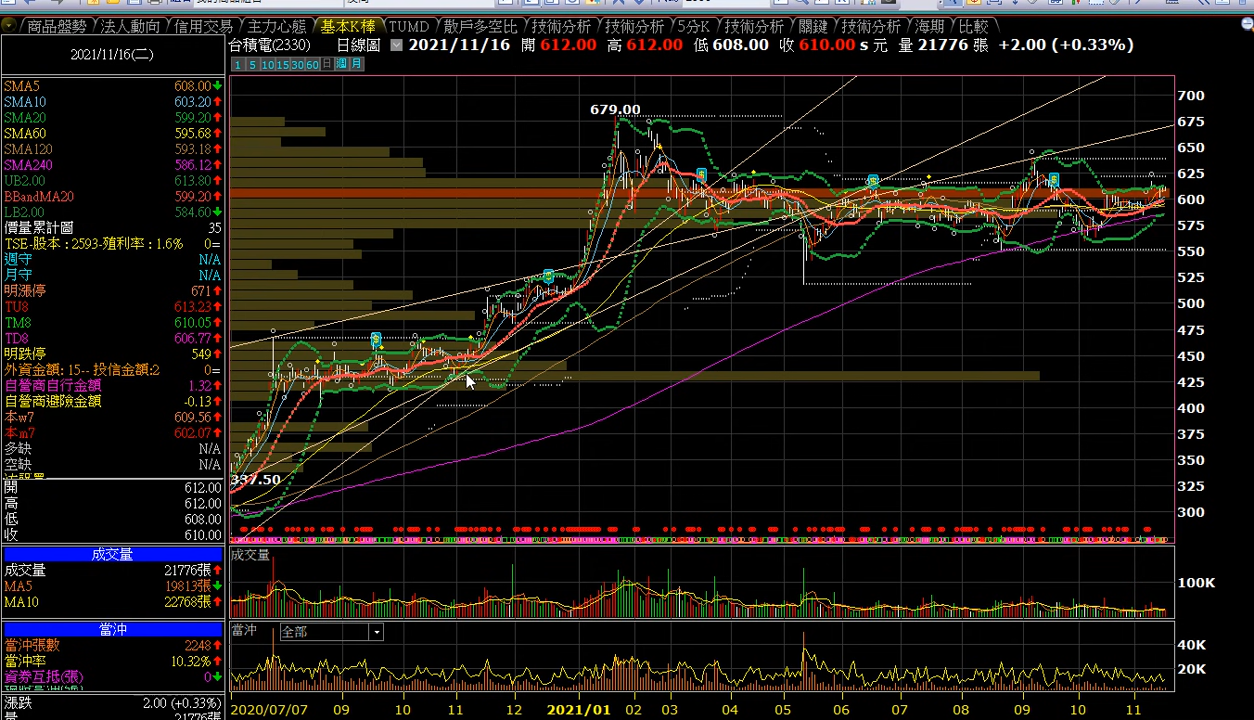 商品盤勢 法人動向 信用交易 主力心態 基本K棒 TUMD 散戶多空比 技術分析 技術分析 5分K 技術分析 關鍵 技術分析 海期 比較
2021/11/16(二)
台積電(2330) 日線圖 2021/11/16 開 612.00 高 612.00 低 608.00 收 610.00 s 元 量 21776 張 +2.00 (+0.33%)
1 5 10 15 30 60 日 週 月
SMA5 608.00
SMA10 603.20
SMA20 599.20
SMA60 595.68
SMA120 593.18
SMA240 586.12
UB2.00 613.80
BBandMA20 599.20
LB2.00 584.60
價量累計圖 35
TSE-股本:2593-殖利率:1.6% 0=
週守 N/A
月守 N/A
明漲停 671
TU8 613.23
TM8 610.05
TD8 606.77
明跌停 549
外資金額:15-- 投信金額:2 0=
自營商自行金額 1.32
自營商避險金額 -0.13
本w7 609.56
本m7 602.07
多缺 N/A
空缺 N/A
開 612.00
高 612.00
低 608.00
收 610.00
成交量
成交量 21776張
MA5 19813張
MA10 22768張
當沖
當沖張數 2248
當沖率 10.32%
資券互抵(張) 0
漲跌 2.00 (+0.33%)
量 21776張
679.00
337.50
700
675
650
625
600
575
550
525
500
475
450
425
400
375
350
325
300
成交量
100K
當沖 全部
40K
20K
2020/07/07 09 10 11 12 2021/01 02 03 04 05 06 07 08 09 10 11